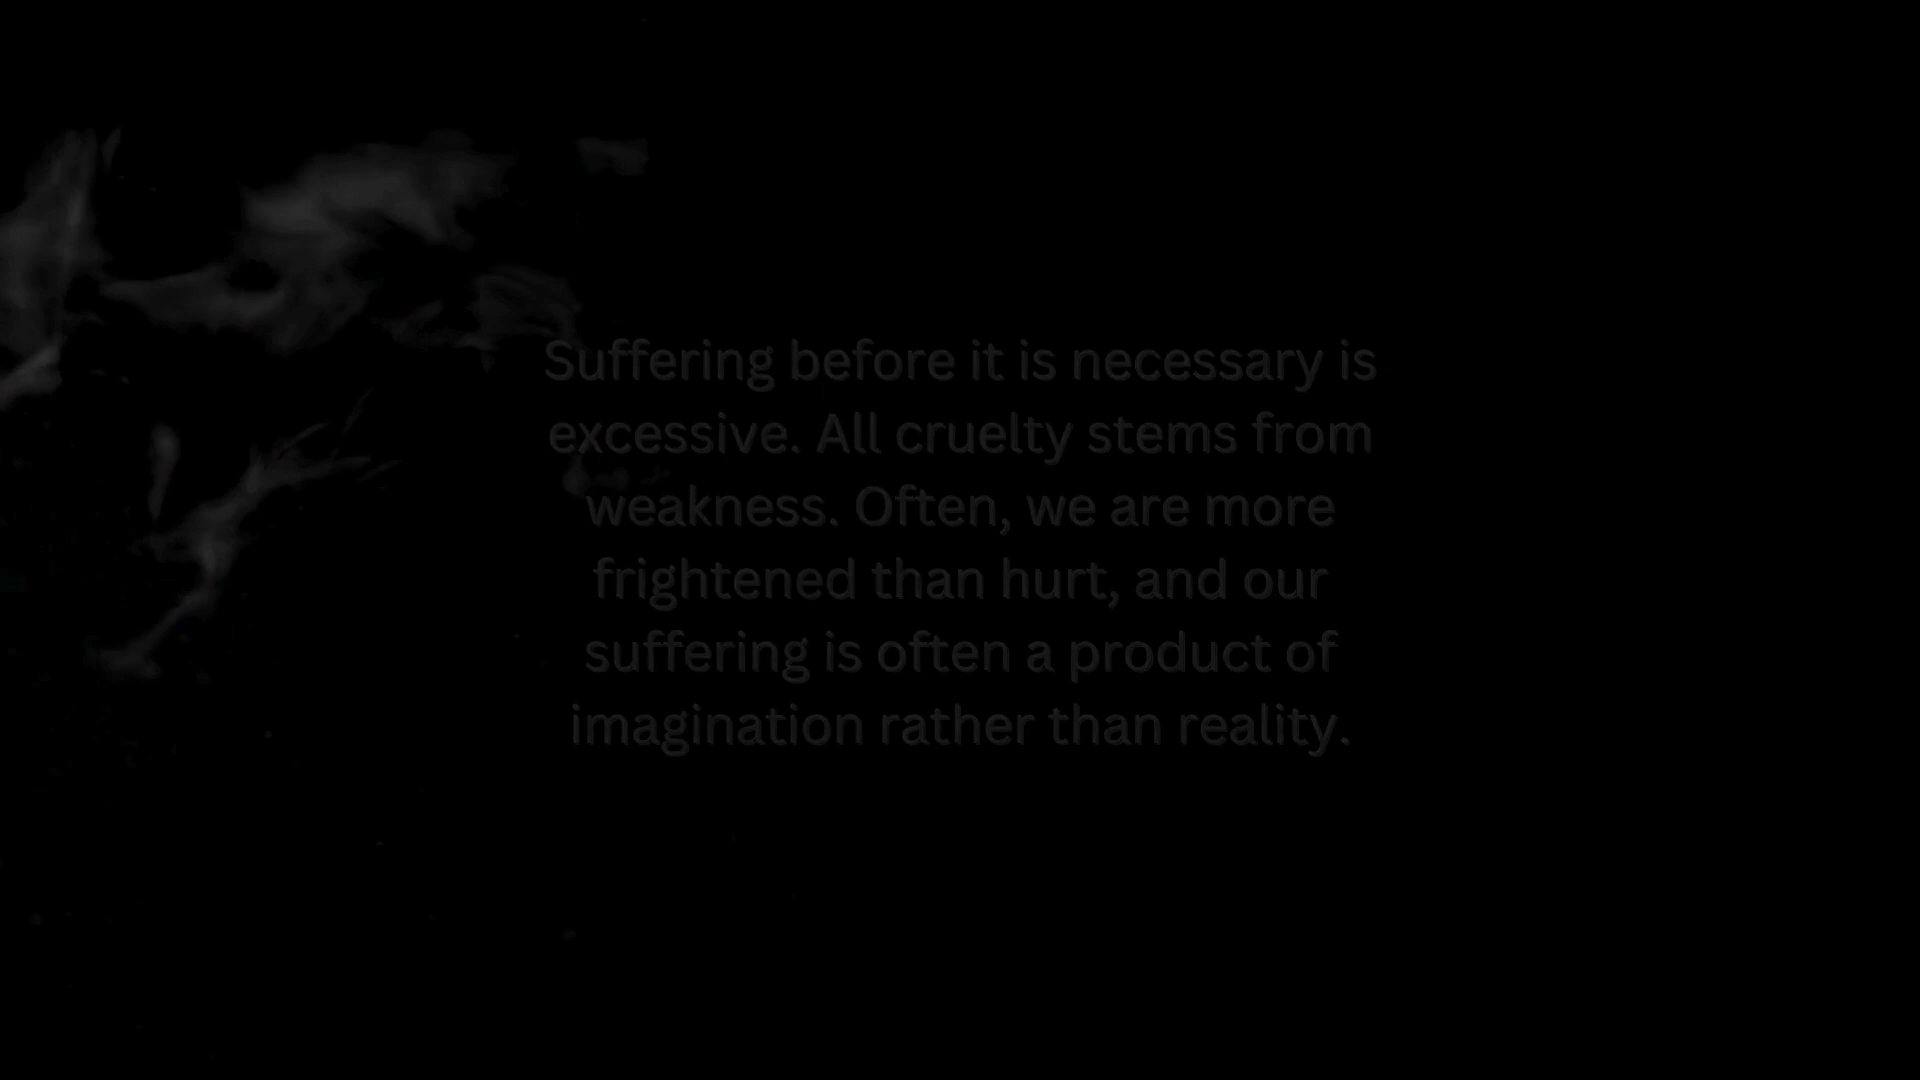 Suffering before it is necessary is
excessive. All cruelty stems from
weakness. Often, we are more
frightened than hurt, and our
suffering is often a product of
imagination rather than reality.